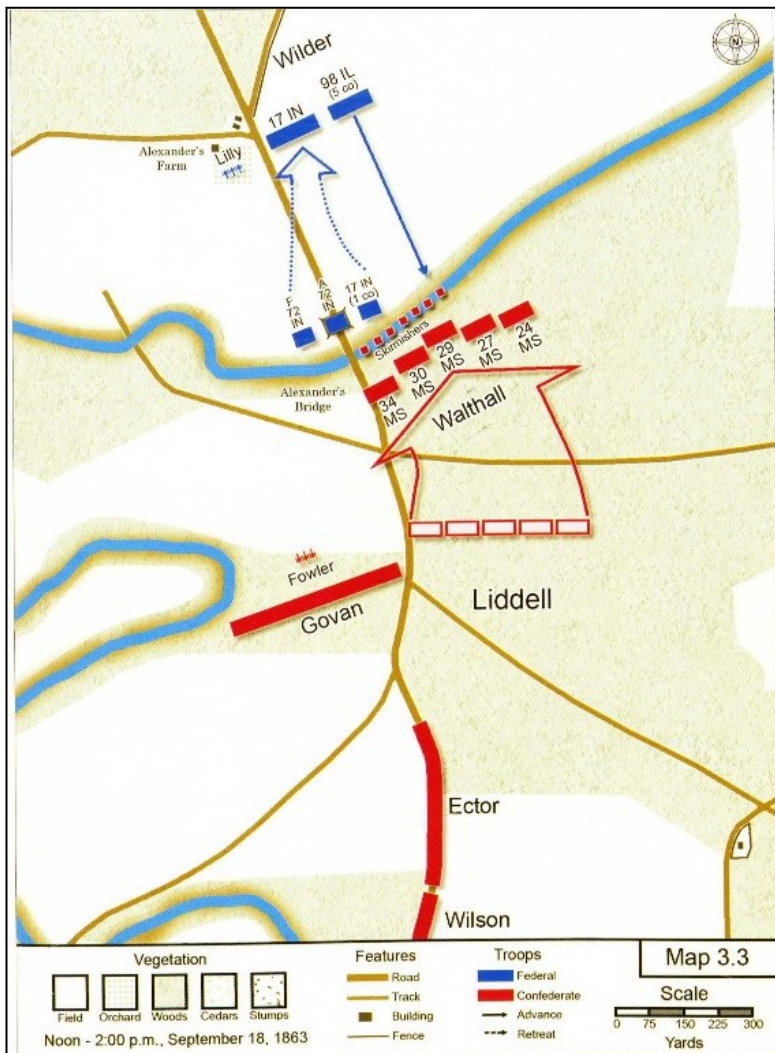 N
Wilder
98 IL
(5 co)
17 IN
Alexander's
Farm
Lilly
F
72
IN
A
72
IN
17 IN
(1 co)
Skirmishers
24
MS
27
MS
29
MS
30
MS
34
MS
Alexander's
Bridge
Walthall
Fowler
Govan
Liddell
Ector
Wilson
Vegetation
Field Orchard Woods Cedars Stumps
Noon - 2:00 p.m., September 18, 1863
Features
Road
Track
Building
Fence
Troops
Federal
Confederate
Advance
Retreat
Map 3.3
Scale
0 75 150 225 300
Yards